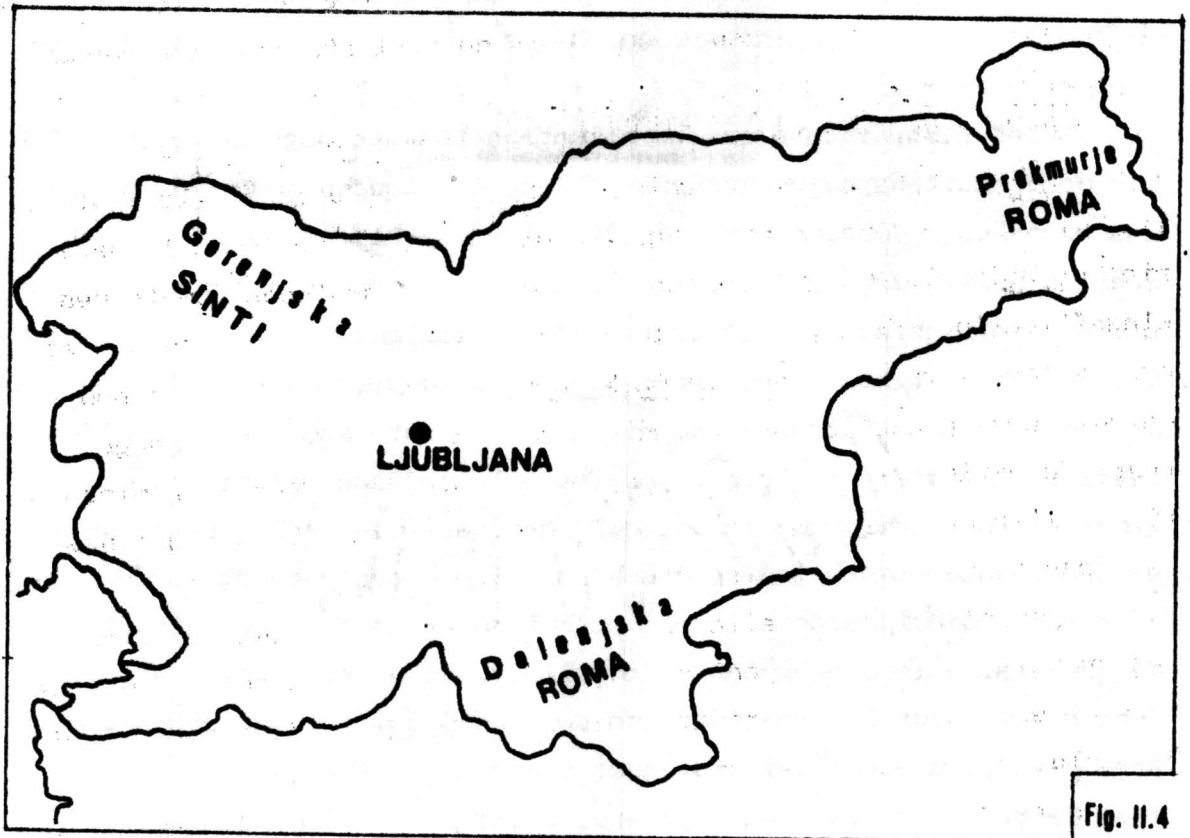 Prekmurje
ROMA
Gorenjska
SINTI
LJUBLJANA
Dolenjska
ROMA
Fig. II.4